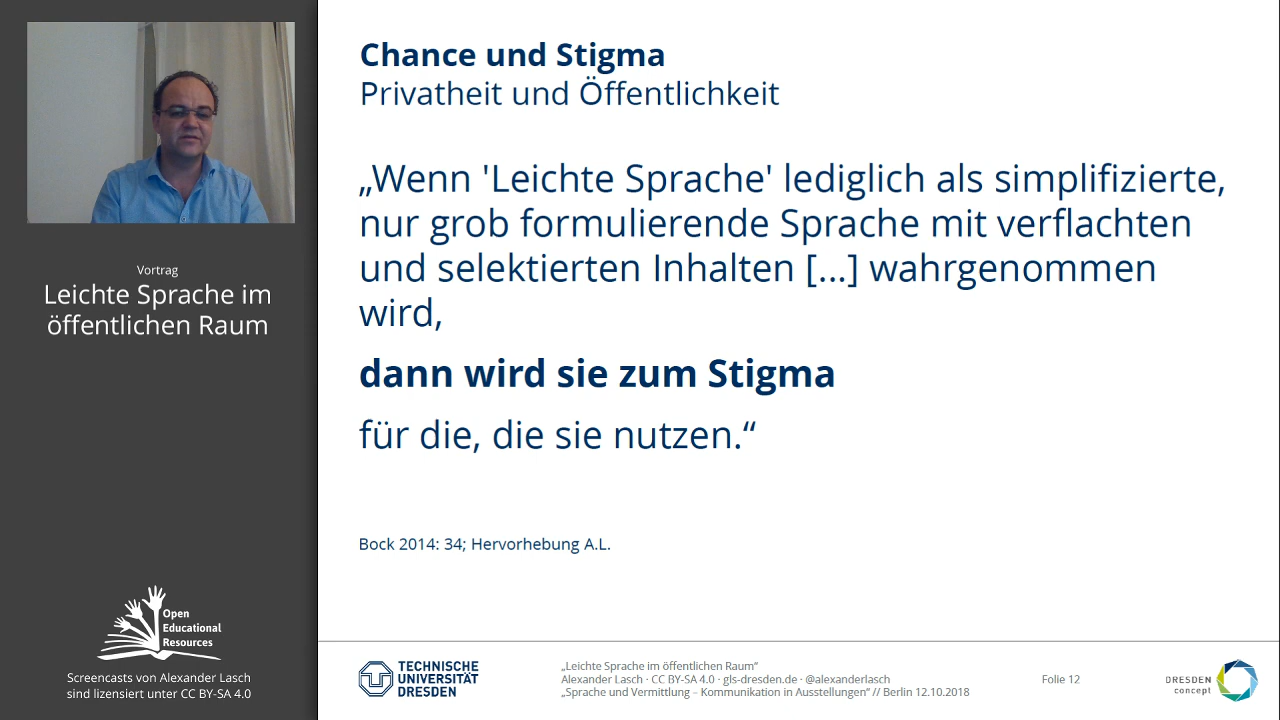 Vortrag
Leichte Sprache im
öffentlichen Raum
Open
Educational
Resources
Screencasts von Alexander Lasch
sind lizensiert unter CC BY-SA 4.0
Chance und Stigma
Privatheit und Öffentlichkeit
„Wenn 'Leichte Sprache' lediglich als simplifizierte,
nur grob formulierende Sprache mit verflachten
und selektierten Inhalten [...] wahrgenommen
wird,
dann wird sie zum Stigma
für die, die sie nutzen.“
Bock 2014: 34; Hervorhebung A.L.
TECHNISCHE
UNIVERSITÄT
DRESDEN
„Leichte Sprache im öffentlichen Raum“
Alexander Lasch · CC BY-SA 4.0 · gls-dresden.de · @alexanderlasch
„Sprache und Vermittlung – Kommunikation in Ausstellungen“ // Berlin 12.10.2018
Folie 12
DRESDEN
concept